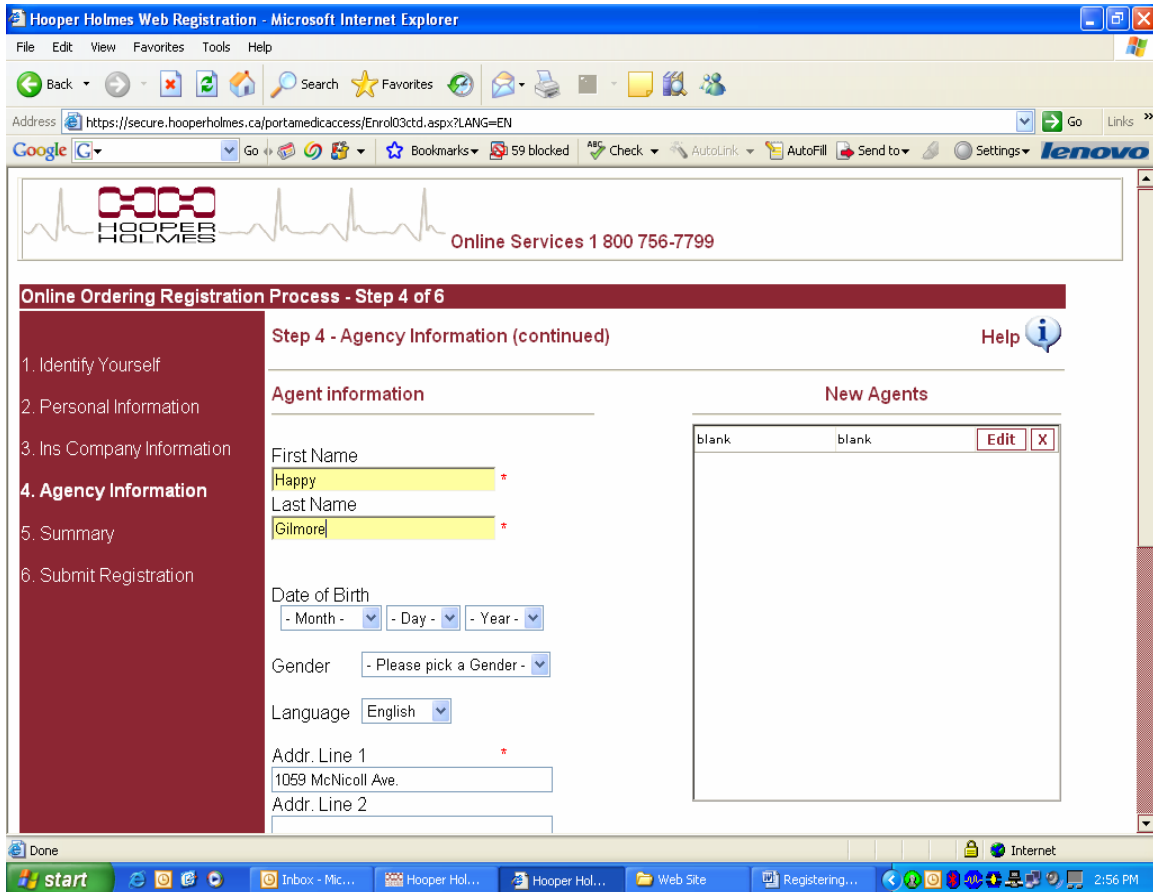 Hooper Holmes Web Registration - Microsoft Internet Explorer
File Edit View Favorites Tools Help
Back Search Favorites
Address https://secure.hooperholmes.ca/portamedicaccess/Enrol03ctd.aspx?LANG=EN Go Links »
Google G Go Bookmarks 59 blocked ABC Check AutoLink AutoFill Send to Settings lenovo
HOOPER
HOLMES
Online Services 1 800 756-7799
Online Ordering Registration Process - Step 4 of 6
1. Identify Yourself
2. Personal Information
3. Ins Company Information
4. Agency Information
5. Summary
6. Submit Registration
Step 4 - Agency Information (continued)
Help i
Agent information
First Name
Happy *
Last Name
Gilmore *
Date of Birth
- Month - - Day - - Year -
Gender - Please pick a Gender -
Language English
Addr. Line 1 *
1059 McNicoll Ave.
Addr. Line 2
New Agents
blank blank Edit X
Done Internet
start Inbox - Mic... Hooper Hol... Hooper Hol... Web Site Registering... 2:56 PM